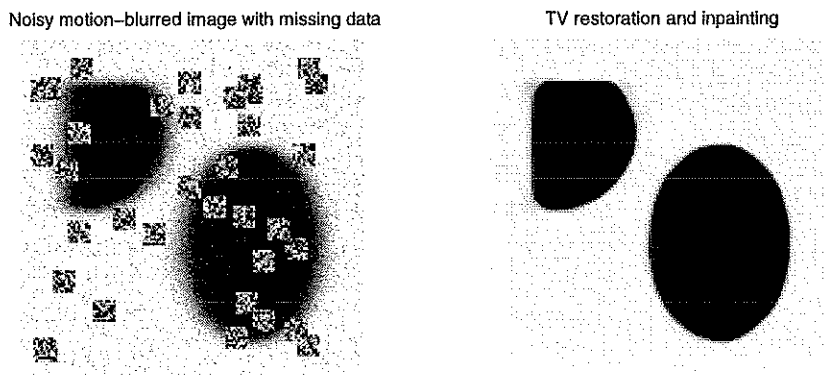 Noisy motion–blurred image with missing data
TV restoration and inpainting